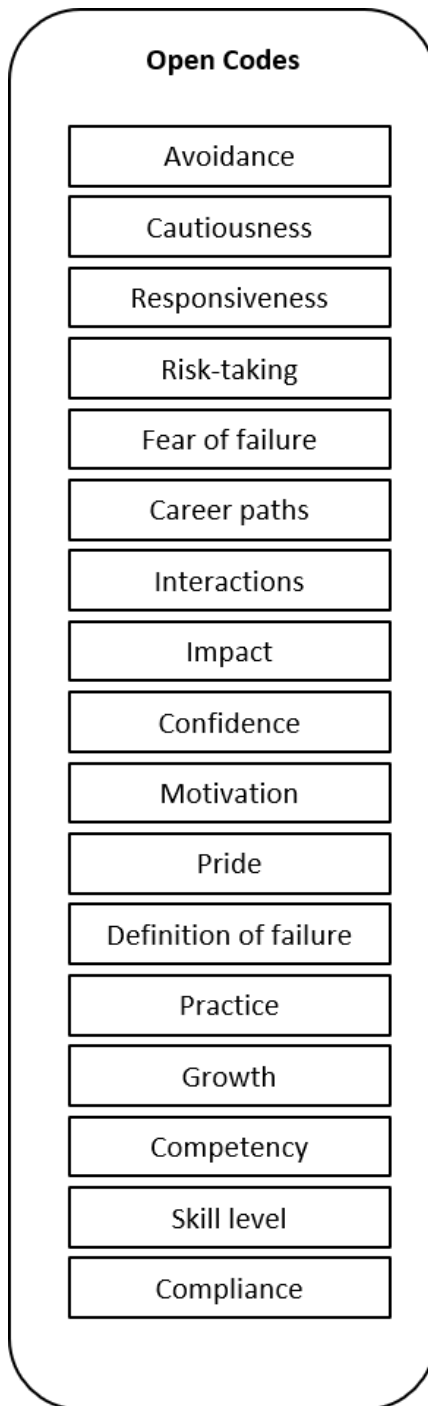 Open Codes
Avoidance
Cautiousness
Responsiveness
Risk-taking
Fear of failure
Career paths
Interactions
Impact
Confidence
Motivation
Pride
Definition of failure
Practice
Growth
Competency
Skill level
Compliance